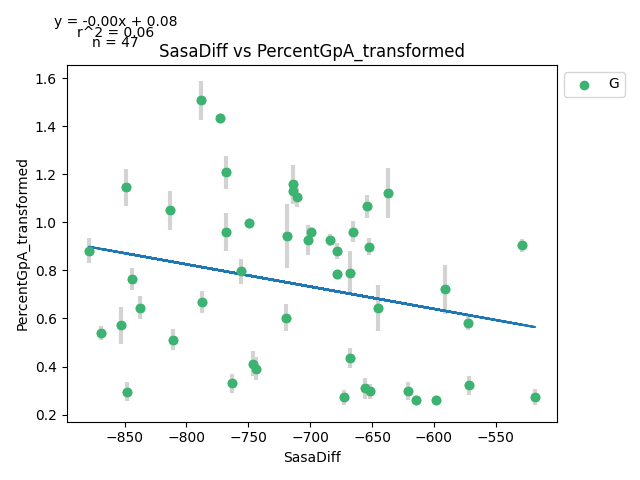 y = -0.00x + 0.08
r^2 = 0.06
n = 47
SasaDiff vs PercentGpA_transformed
G
1.6
1.4
1.2
1.0
0.8
0.6
0.4
0.2
PercentGpA_transformed
−850
−800
−750
−700
−650
−600
−550
SasaDiff